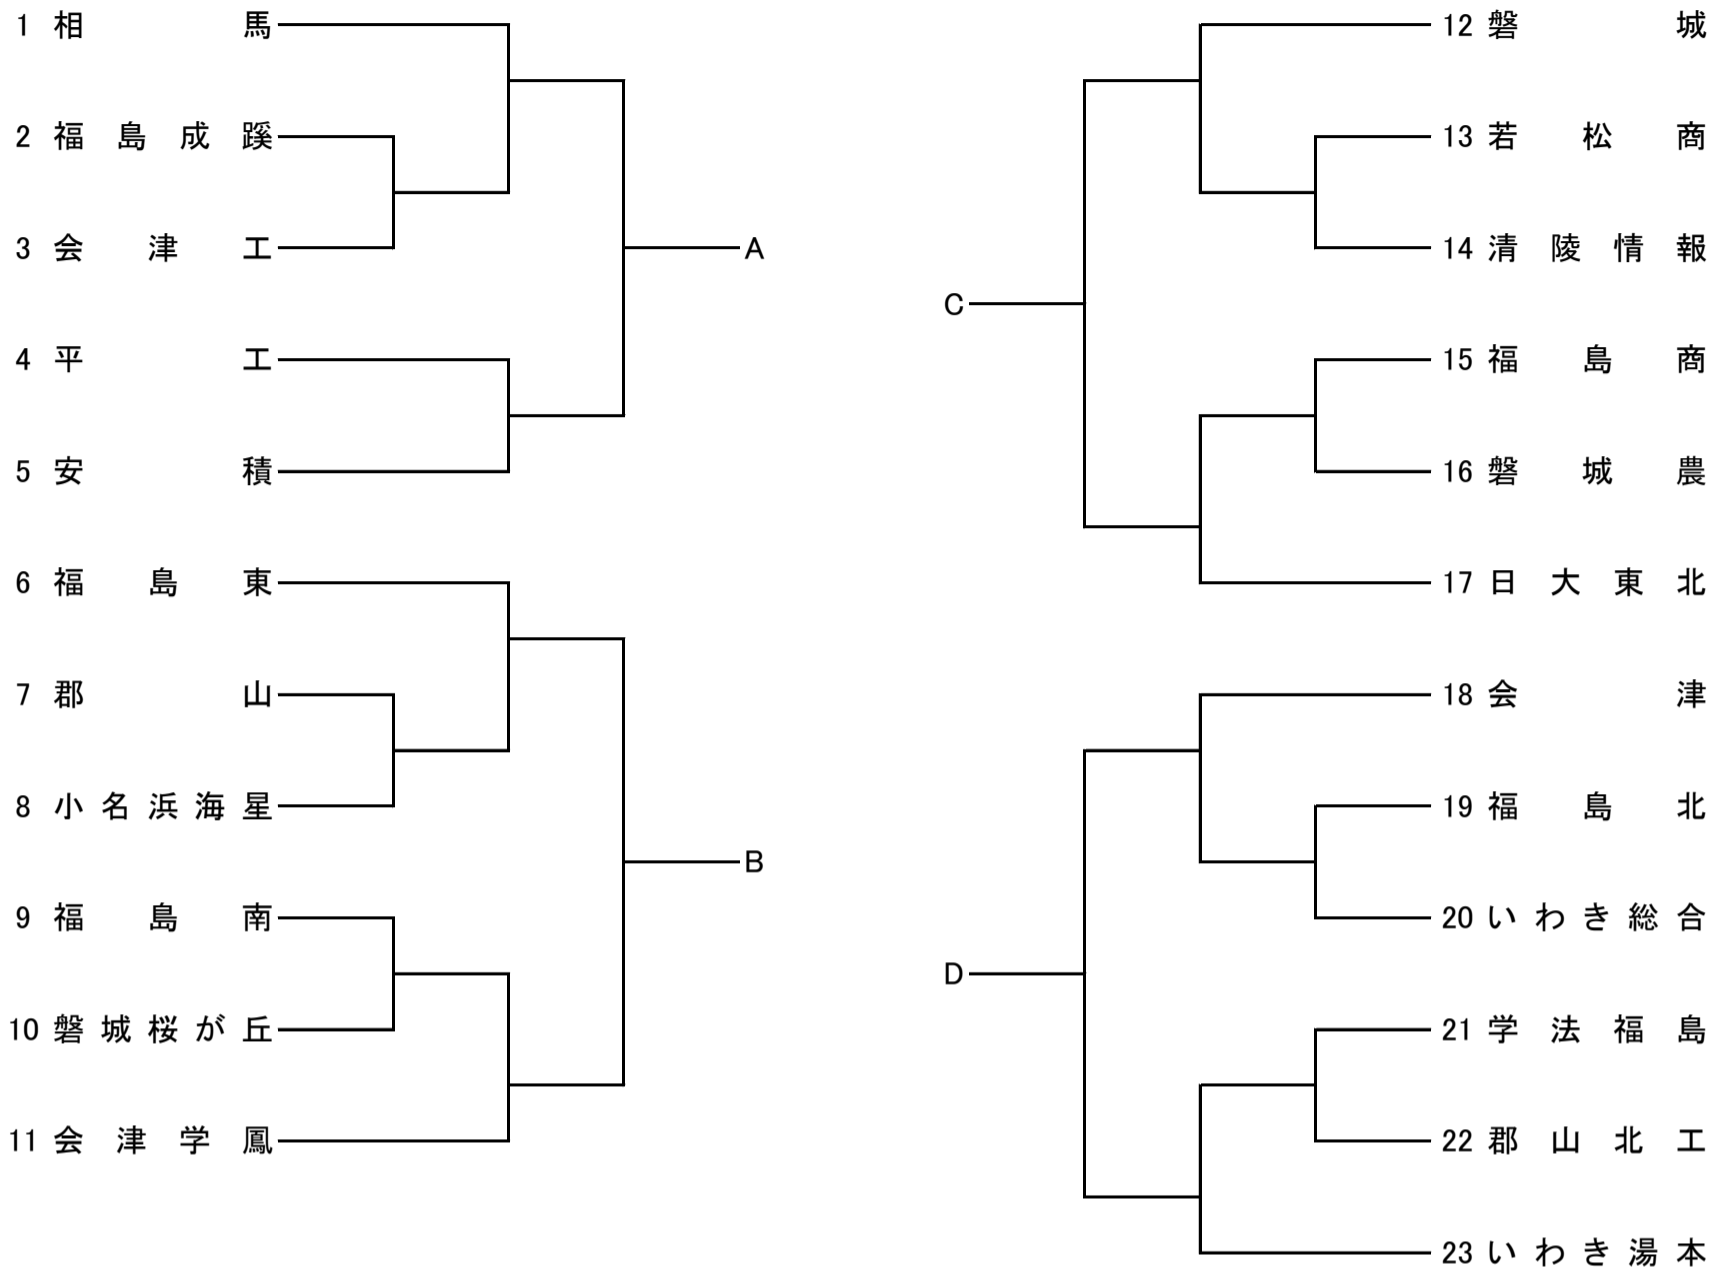 1 相馬
2 福島成蹊
3 会津工
A
4 平工
5 安積
6 福島東
7 郡山
8 小名浜海星
B
9 福島南
10 磐城桜が丘
11 会津学鳳
12 磐城
13 若松商
14 清陵情報
C
15 福島商
16 磐城農
17 日大東北
18 会津
19 福島北
20 いわき総合
D
21 学法福島
22 郡山北工
23 いわき湯本